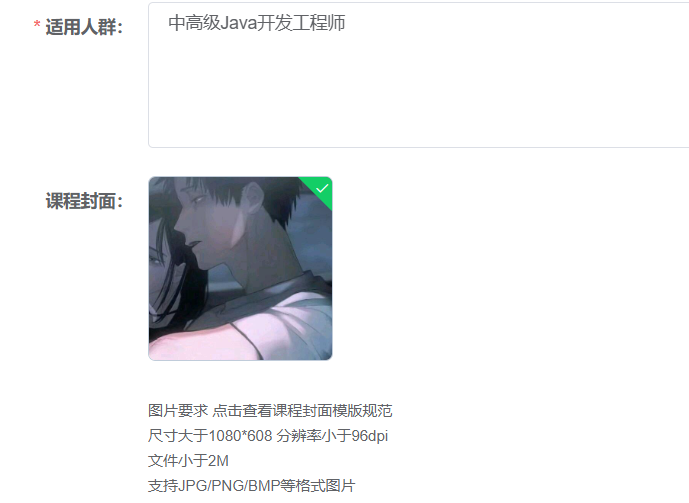 * 适用人群：
中高级Java开发工程师
课程封面：
图片要求 点击查看课程封面模版规范
尺寸大于1080*608 分辨率小于96dpi
文件小于2M
支持JPG/PNG/BMP等格式图片